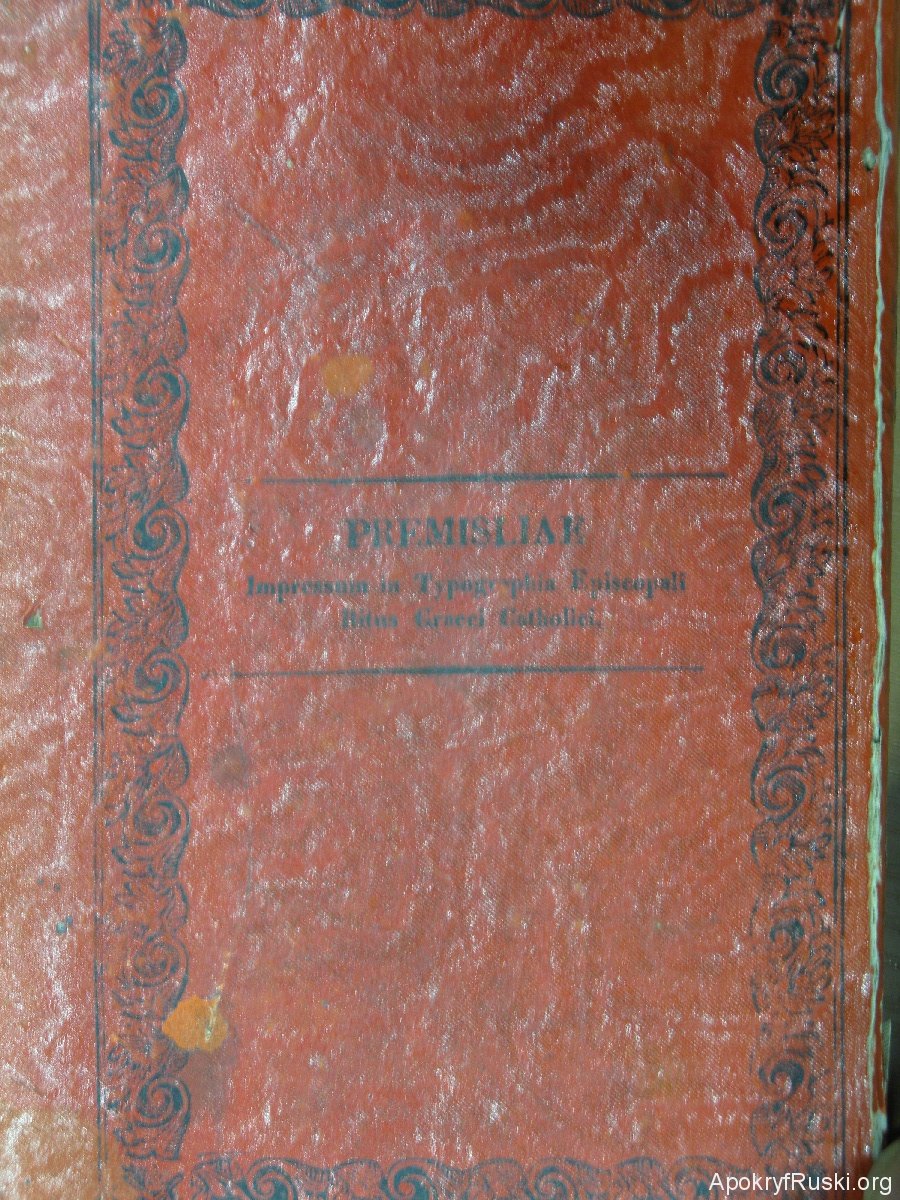 PREMISLIAE
Impressum in Typographia Episcopali
Ritus Graeci Catholici.
ApokryfRuski.org